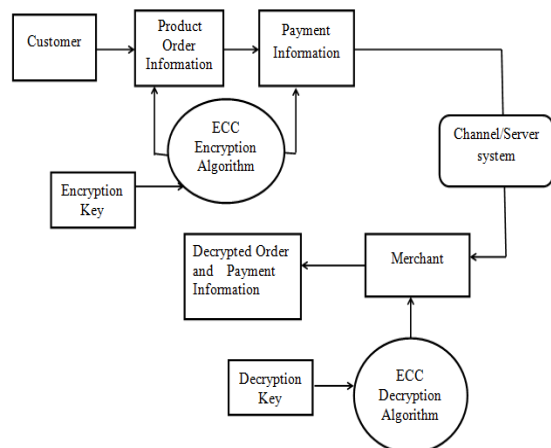 Customer
Product
Order
Information
Payment
Information
ECC
Encryption
Algorithm
Channel/Server
system
Encryption
Key
Decrypted Order
and Payment
Information
Merchant
Decryption
Key
ECC
Decryption
Algorithm